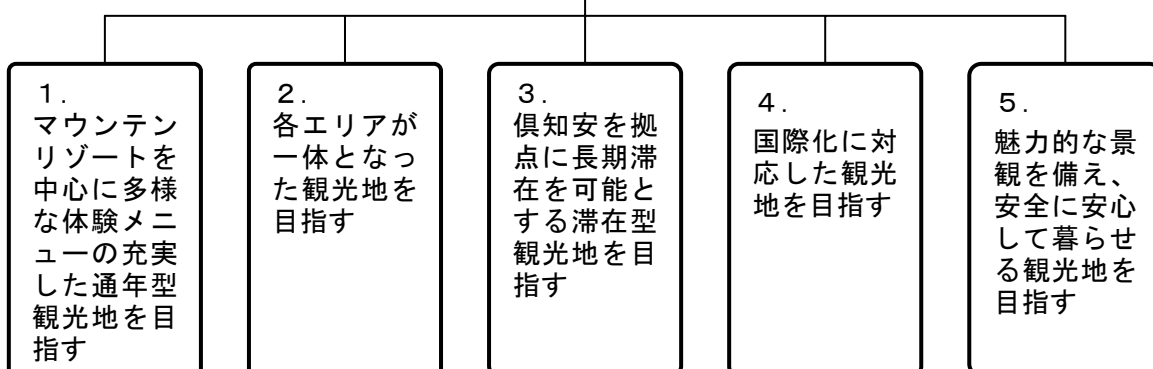 １．
マウンテン
リゾートを
中心に多様
な体験メニ
ューの充実
した通年型
観光地を目
指す
２．
各エリアが
一体となっ
た観光地を
目指す
３．
倶知安を拠
点に長期滞
在を可能と
する滞在型
観光地を目
指す
４．
国際化に対
応した観光
地を目指す
５．
魅力的な景
観を備え、
安全に安心
して暮らせ
る観光地を
目指す